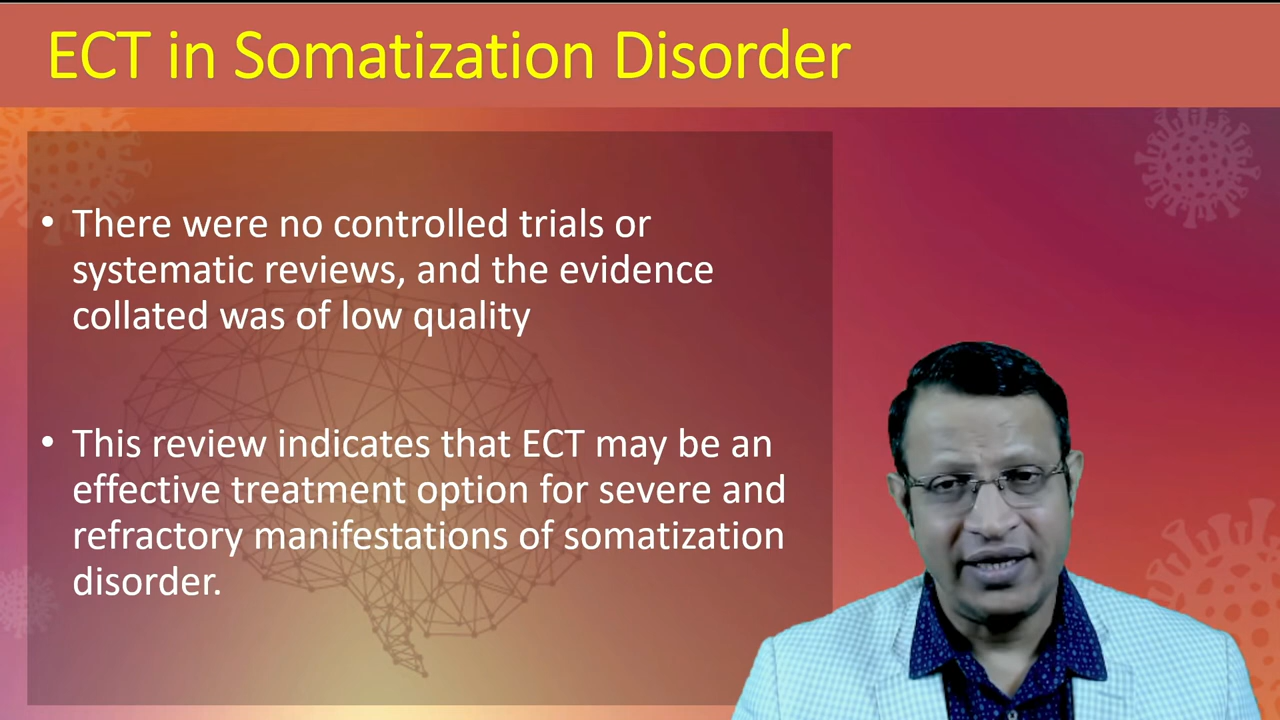 ECT in Somatization Disorder
• There were no controlled trials or
systematic reviews, and the evidence
collated was of low quality
• This review indicates that ECT may be an
effective treatment option for severe and
refractory manifestations of somatization
disorder.